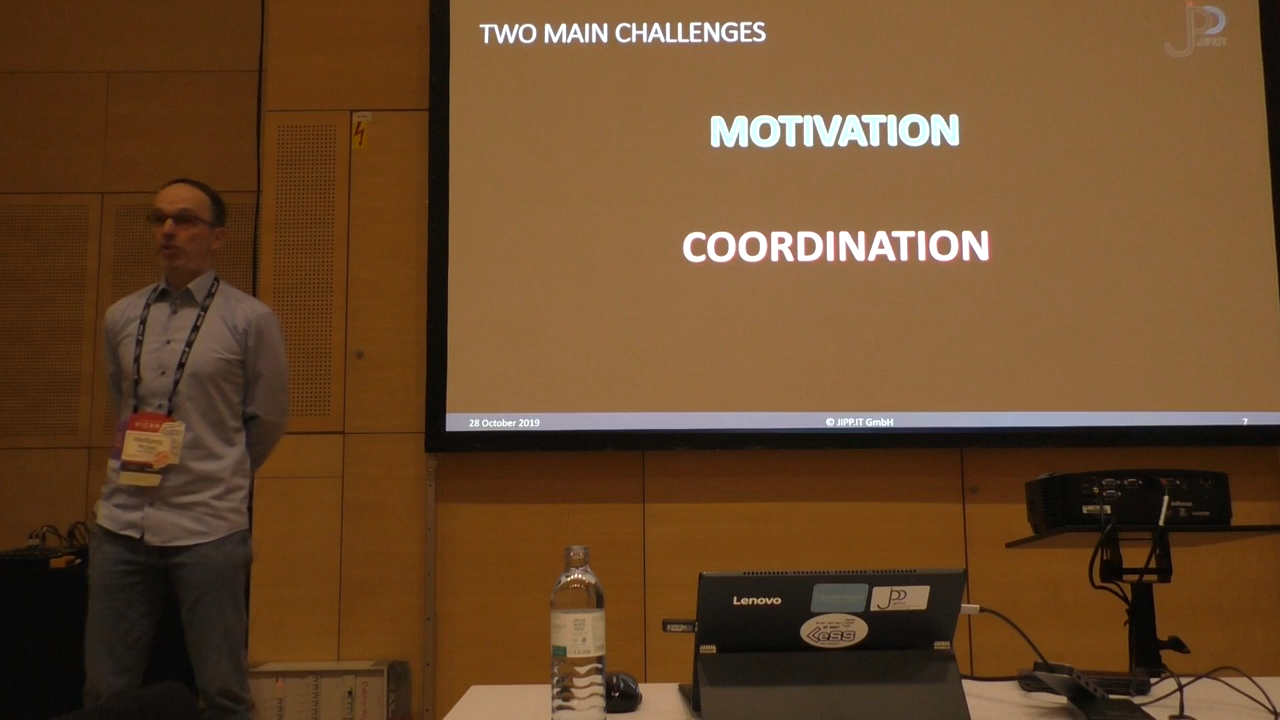 TWO MAIN CHALLENGES
MOTIVATION
COORDINATION
28 October 2019
© JIPP.IT GmbH
7
Lenovo